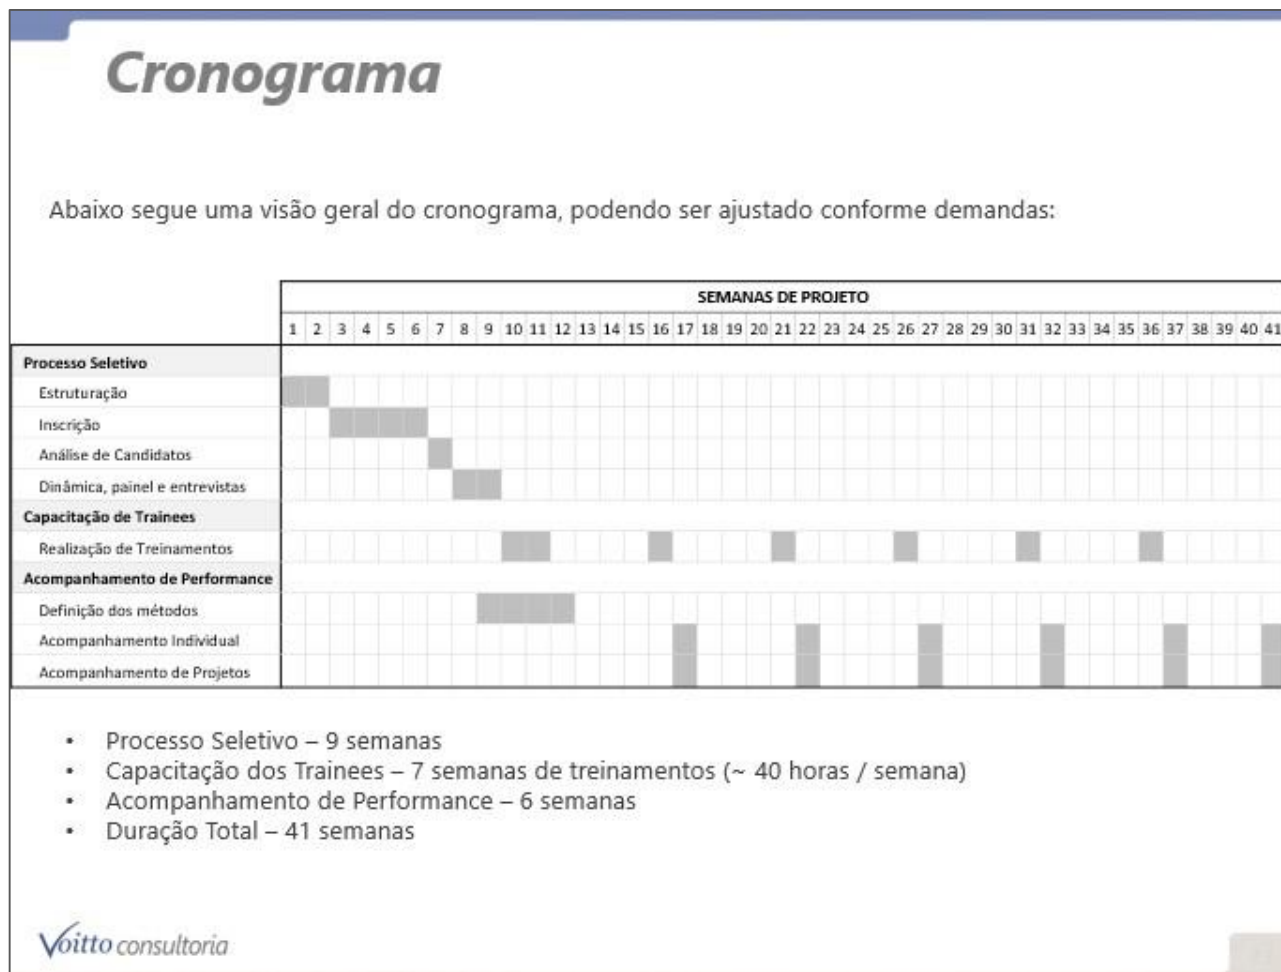 Cronograma
Abaixo segue uma visão geral do cronograma, podendo ser ajustado conforme demandas:
SEMANAS DE PROJETO
1 2 3 4 5 6 7 8 9 10 11 12 13 14 15 16 17 18 19 20 21 22 23 24 25 26 27 28 29 30 31 32 33 34 35 36 37 38 39 40 41
Processo Seletivo
Estruturação
Inscrição
Análise de Candidatos
Dinâmica, painel e entrevistas
Capacitação de Trainees
Realização de Treinamentos
Acompanhamento de Performance
Definição dos métodos
Acompanhamento Individual
Acompanhamento de Projetos
• Processo Seletivo – 9 semanas
• Capacitação dos Trainees – 7 semanas de treinamentos (~ 40 horas / semana)
• Acompanhamento de Performance – 6 semanas
• Duração Total – 41 semanas
Voitto consultoria